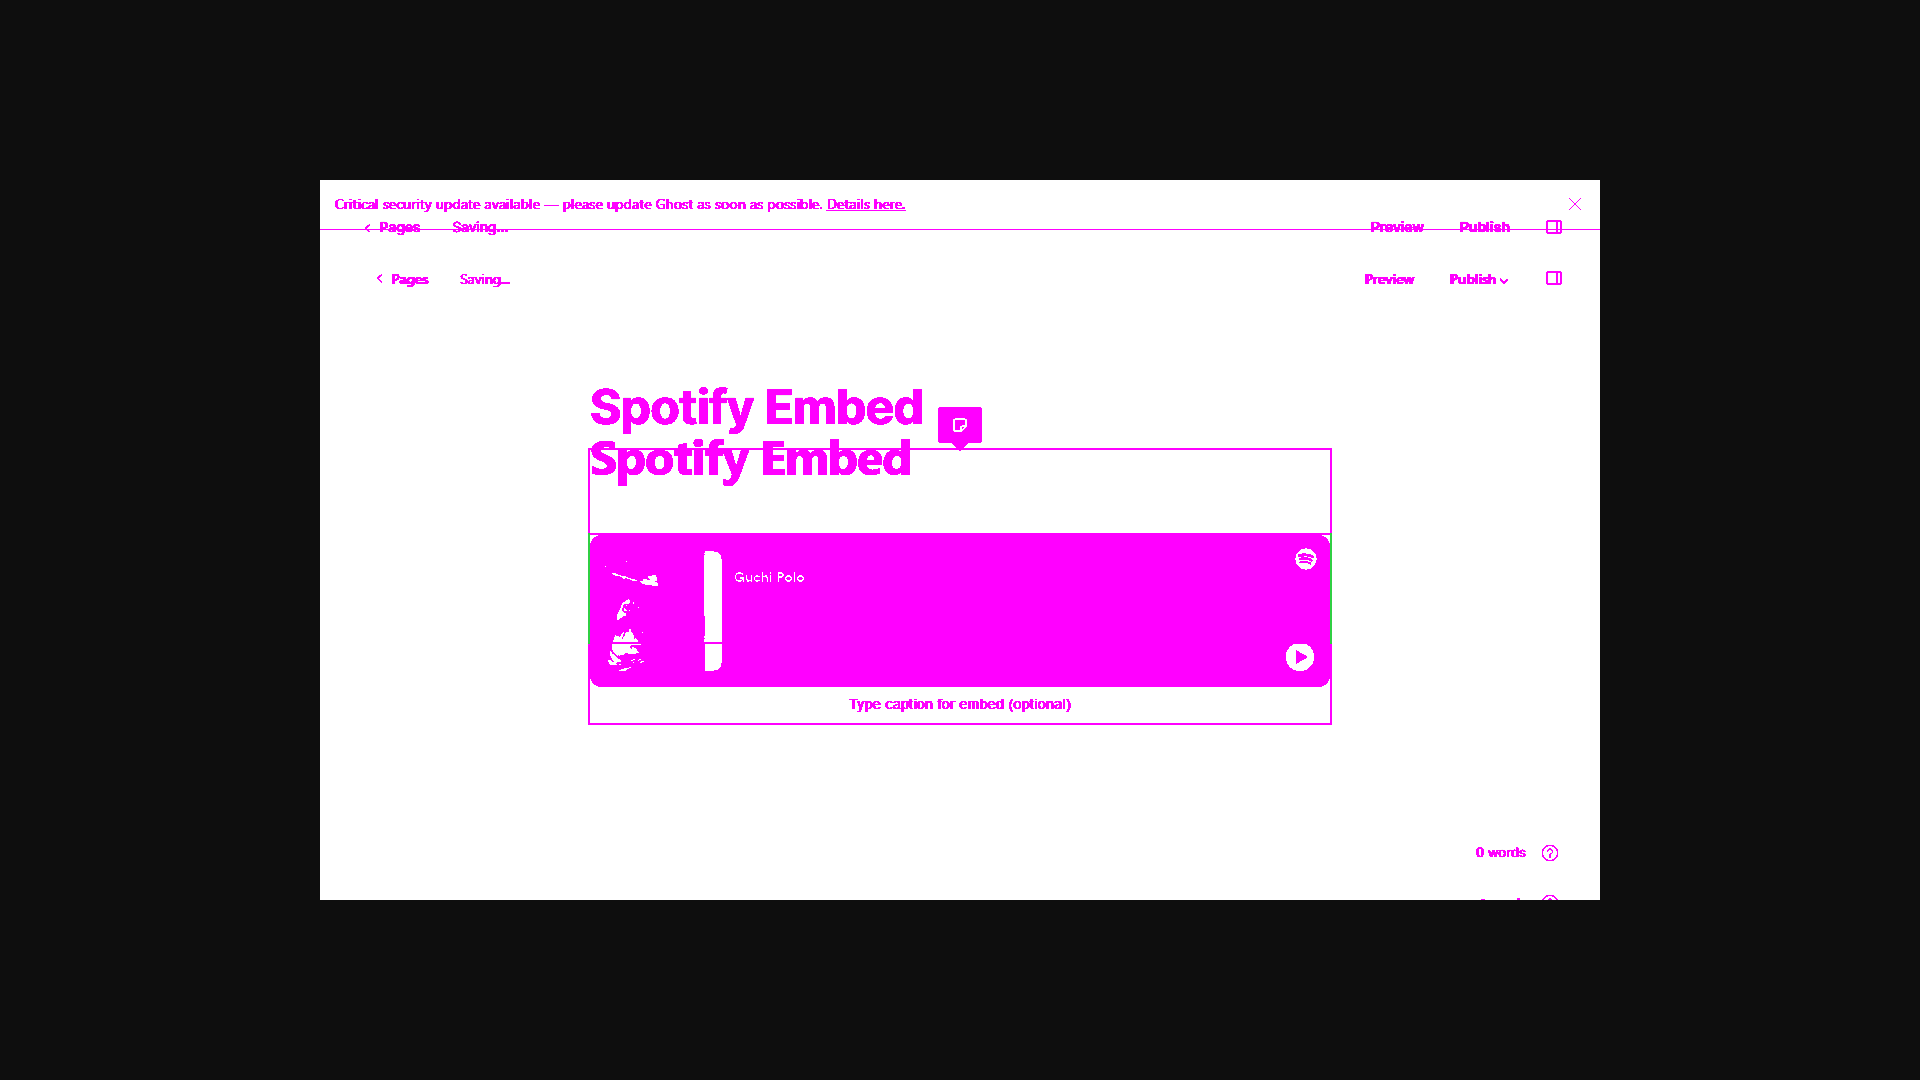 Critical security update available — please update Ghost as soon as possible. Details here.
Pages Saving... Preview Publish
Pages Saving... Preview Publish
Spotify Embed
Spotify Embed
Guchi Polo
Type caption for embed (optional)
0 words